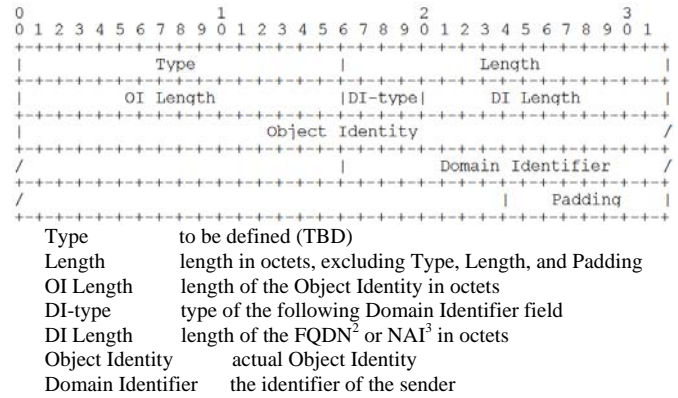 0                   1                   2                   3
0 1 2 3 4 5 6 7 8 9 0 1 2 3 4 5 6 7 8 9 0 1 2 3 4 5 6 7 8 9 0 1
+-+-+-+-+-+-+-+-+-+-+-+-+-+-+-+-+-+-+-+-+-+-+-+-+-+-+-+-+-+-+-+-+
| Type | Length |
+-+-+-+-+-+-+-+-+-+-+-+-+-+-+-+-+-+-+-+-+-+-+-+-+-+-+-+-+-+-+-+-+
| OI Length |DI-type| DI Length |
+-+-+-+-+-+-+-+-+-+-+-+-+-+-+-+-+-+-+-+-+-+-+-+-+-+-+-+-+-+-+-+-+
| Object Identity /
+-+-+-+-+-+-+-+-+-+-+-+-+-+-+-+-+-+-+-+-+-+-+-+-+-+-+-+-+-+-+-+-+
/ | Domain Identifier /
+-+-+-+-+-+-+-+-+-+-+-+-+-+-+-+-+-+-+-+-+-+-+-+-+-+-+-+-+-+-+-+-+
/ | Padding |
+-+-+-+-+-+-+-+-+-+-+-+-+-+-+-+-+-+-+-+-+-+-+-+-+-+-+-+-+-+-+-+-+
Type to be defined (TBD)
Length length in octets, excluding Type, Length, and Padding
OI Length length of the Object Identity in octets
DI-type type of the following Domain Identifier field
DI Length length of the FQDN² or NAI³ in octets
Object Identity actual Object Identity
Domain Identifier the identifier of the sender